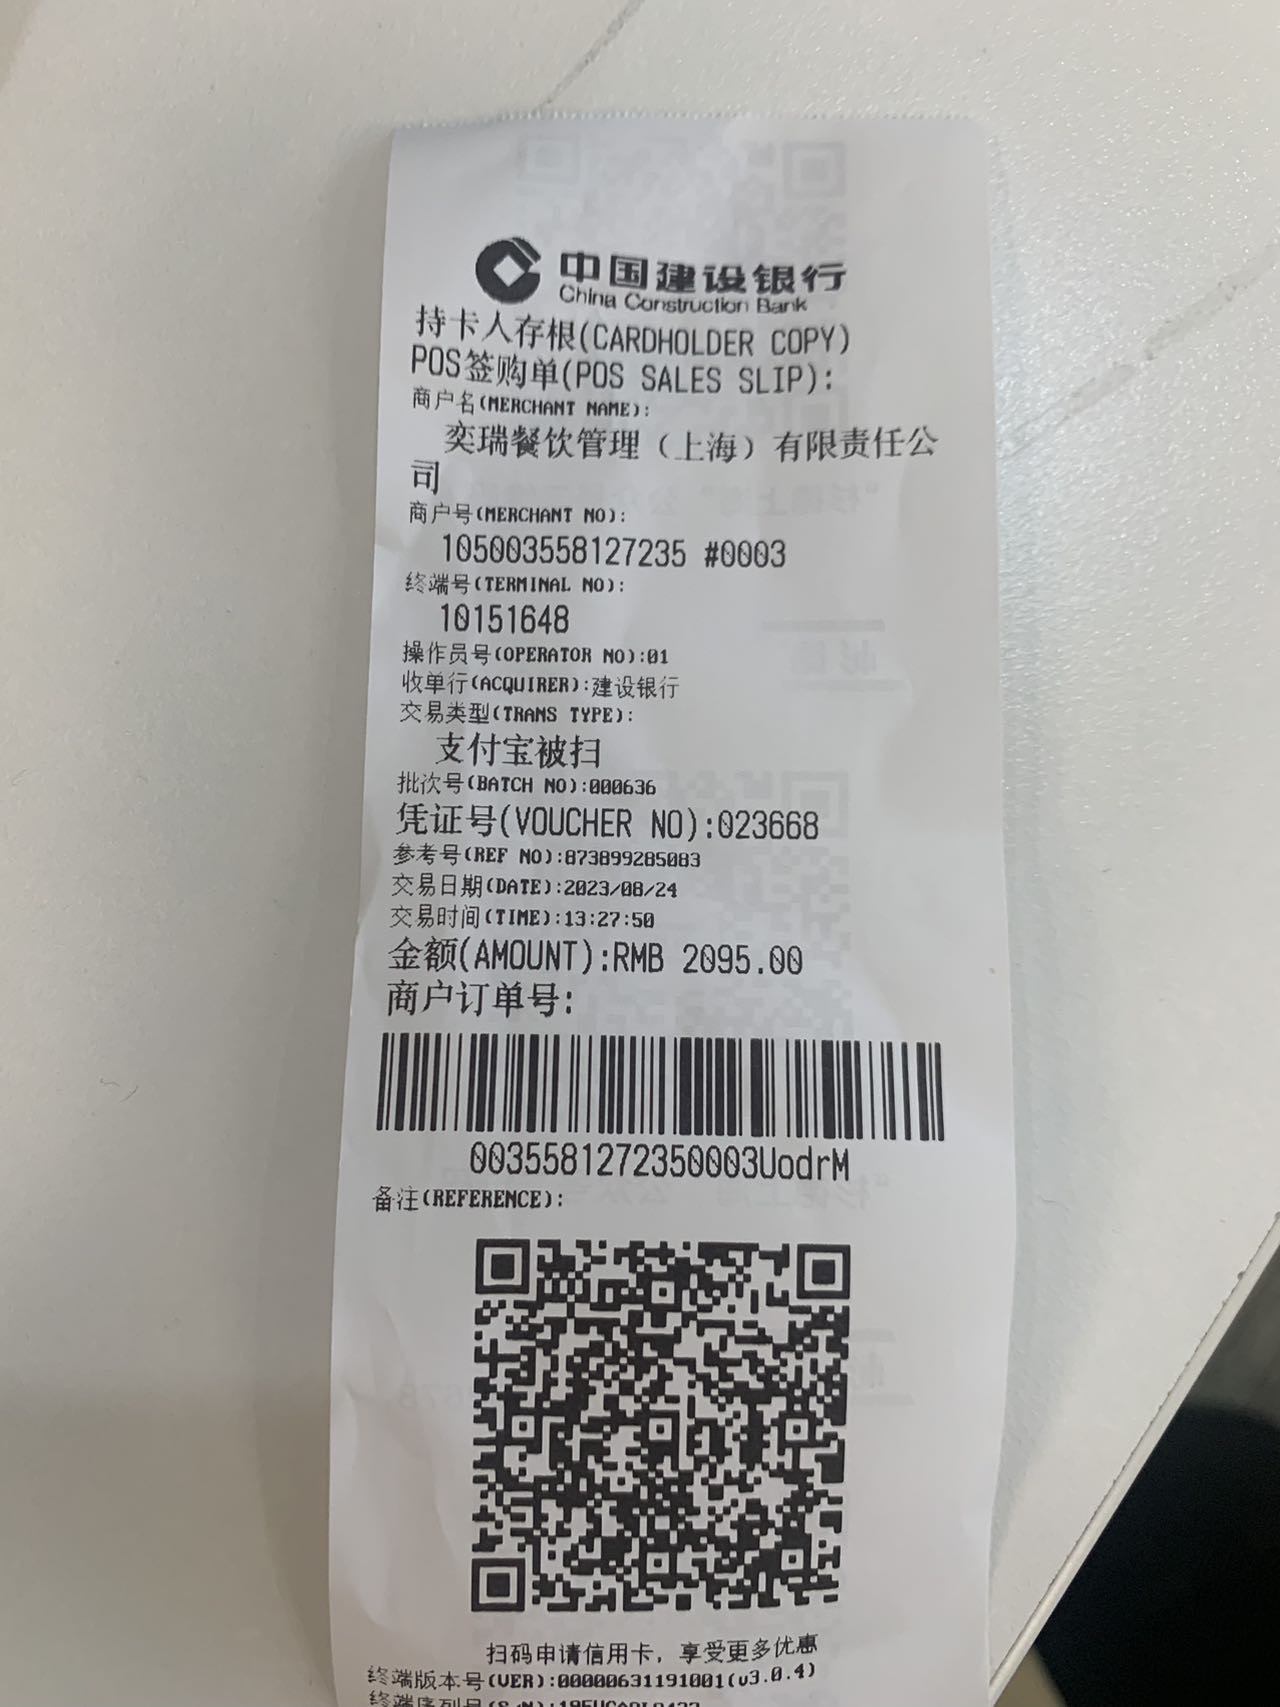 中国建设银行
China Construction Bank
持卡人存根(CARDHOLDER COPY)
POS签购单(POS SALES SLIP):
商户名(MERCHANT NAME):
奕瑞餐饮管理（上海）有限责任公
司
商户号(MERCHANT NO):
105003558127235 #0003
终端号(TERMINAL NO):
10151648
操作员号(OPERATOR NO):01
收单行(ACQUIRER):建设银行
交易类型(TRANS TYPE):
支付宝被扫
批次号(BATCH NO):000636
凭证号(VOUCHER NO):023668
参考号(REF NO):873899285083
交易日期(DATE):2023/08/24
交易时间(TIME):13:27:50
金额(AMOUNT):RMB 2095.00
商户订单号:
0035581272350003UodrM
备注(REFERENCE):
扫码申请信用卡，享受更多优惠
终端版本号(VER):00000631191001(v3.0.4)
终端序列号(S/N):